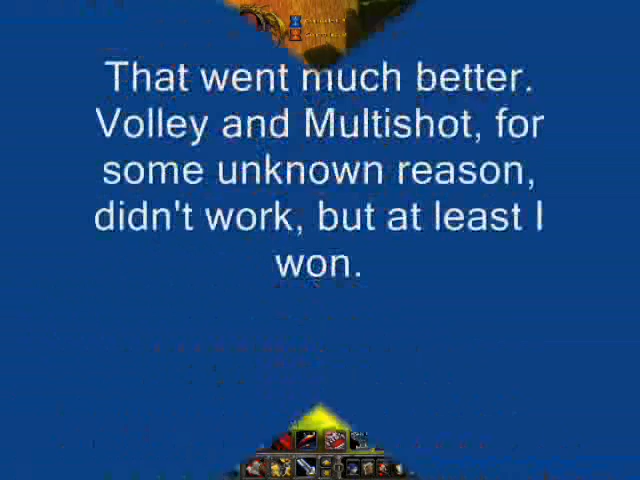 That went much better.
Volley and Multishot, for
some unknown reason,
didn't work, but at least I
won.